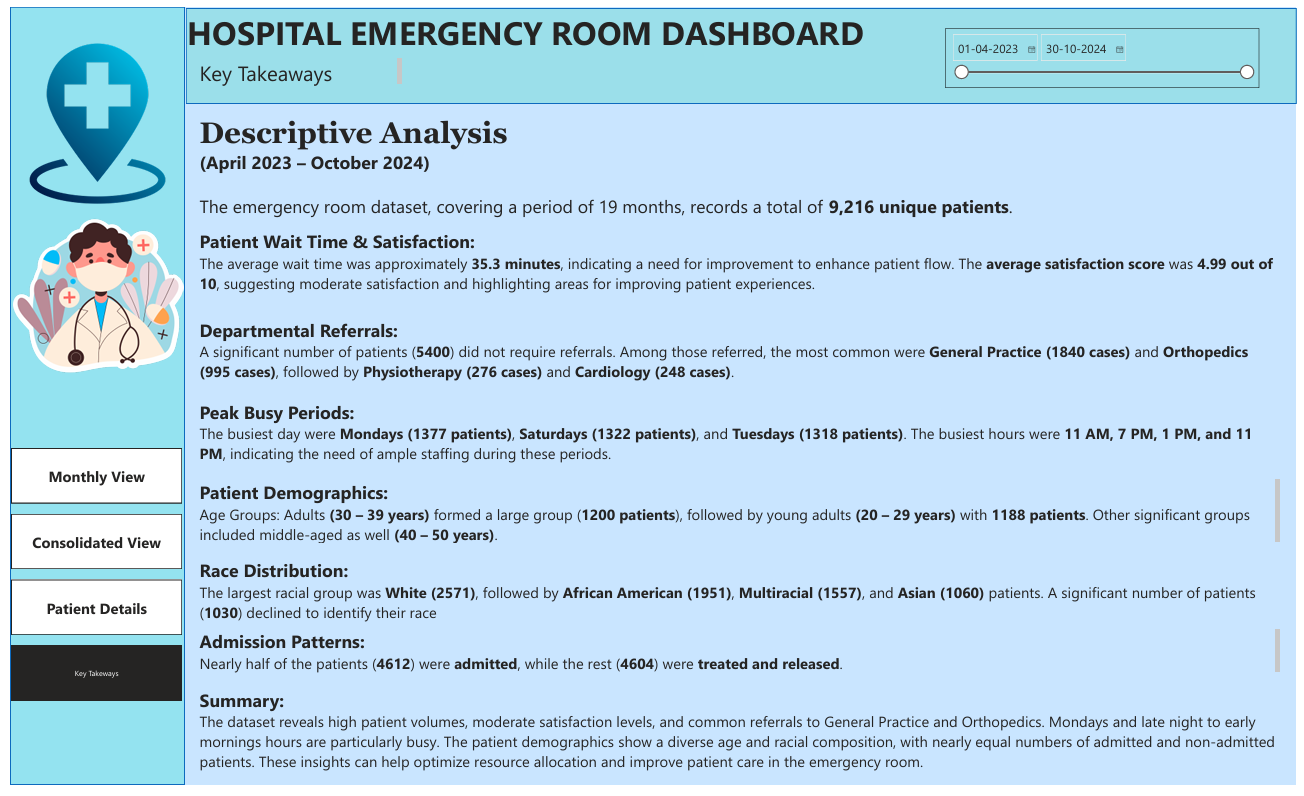 HOSPITAL EMERGENCY ROOM DASHBOARD
Key Takeaways
01-04-2023
30-10-2024
Descriptive Analysis
(April 2023 – October 2024)
The emergency room dataset, covering a period of 19 months, records a total of 9,216 unique patients.
Patient Wait Time & Satisfaction:
The average wait time was approximately 35.3 minutes, indicating a need for improvement to enhance patient flow. The average satisfaction score was 4.99 out of
10, suggesting moderate satisfaction and highlighting areas for improving patient experiences.
Departmental Referrals:
A significant number of patients (5400) did not require referrals. Among those referred, the most common were General Practice (1840 cases) and Orthopedics
(995 cases), followed by Physiotherapy (276 cases) and Cardiology (248 cases).
Peak Busy Periods:
The busiest day were Mondays (1377 patients), Saturdays (1322 patients), and Tuesdays (1318 patients). The busiest hours were 11 AM, 7 PM, 1 PM, and 11
PM, indicating the need of ample staffing during these periods.
Patient Demographics:
Age Groups: Adults (30 – 39 years) formed a large group (1200 patients), followed by young adults (20 – 29 years) with 1188 patients. Other significant groups
included middle-aged as well (40 – 50 years).
Race Distribution:
The largest racial group was White (2571), followed by African American (1951), Multiracial (1557), and Asian (1060) patients. A significant number of patients
(1030) declined to identify their race
Admission Patterns:
Nearly half of the patients (4612) were admitted, while the rest (4604) were treated and released.
Summary:
The dataset reveals high patient volumes, moderate satisfaction levels, and common referrals to General Practice and Orthopedics. Mondays and late night to early
mornings hours are particularly busy. The patient demographics show a diverse age and racial composition, with nearly equal numbers of admitted and non-admitted
patients. These insights can help optimize resource allocation and improve patient care in the emergency room.
Monthly View
Consolidated View
Patient Details
Key Takeways